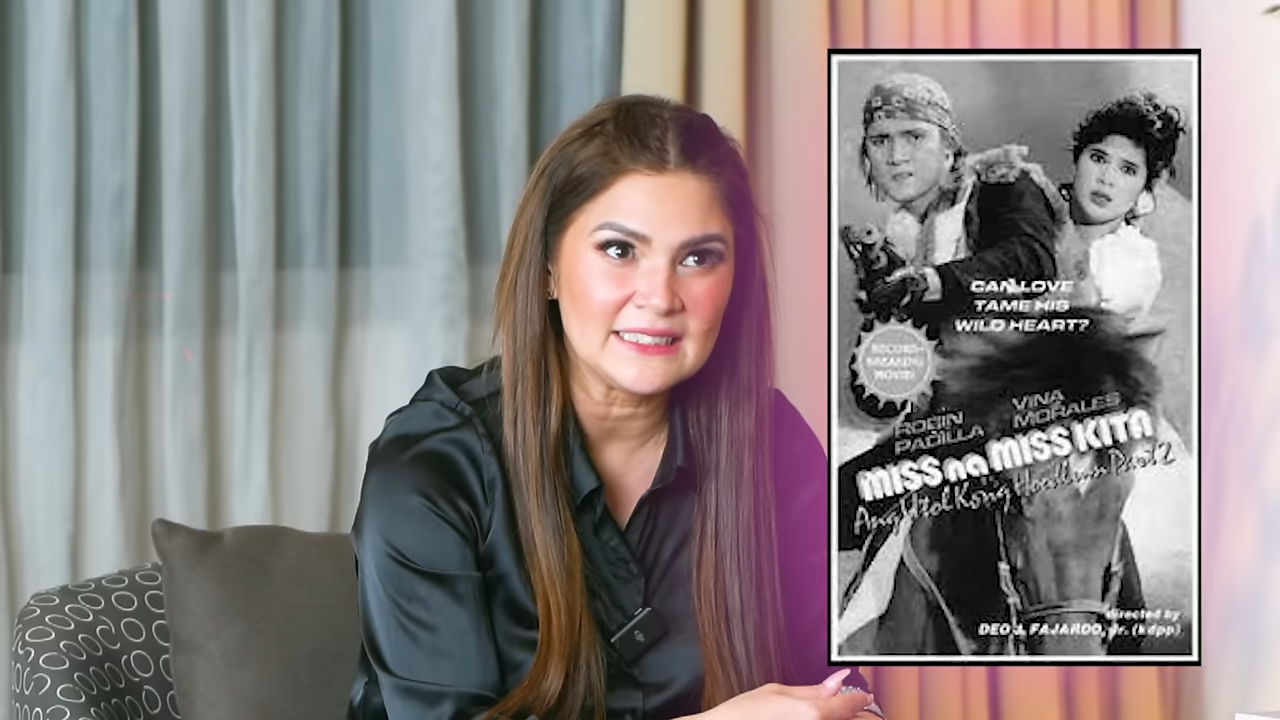 CAN LOVE
TAME HIS
WILD HEART?
RECORD-
BREAKING
MOVIE!
ROBIN
PADILLA
VINA
MORALES
MISS na MISS KITA
Ang Utol Kong Hoodlum Part 2
directed by
DEO J. FAJARDO, Jr. (kdpp)